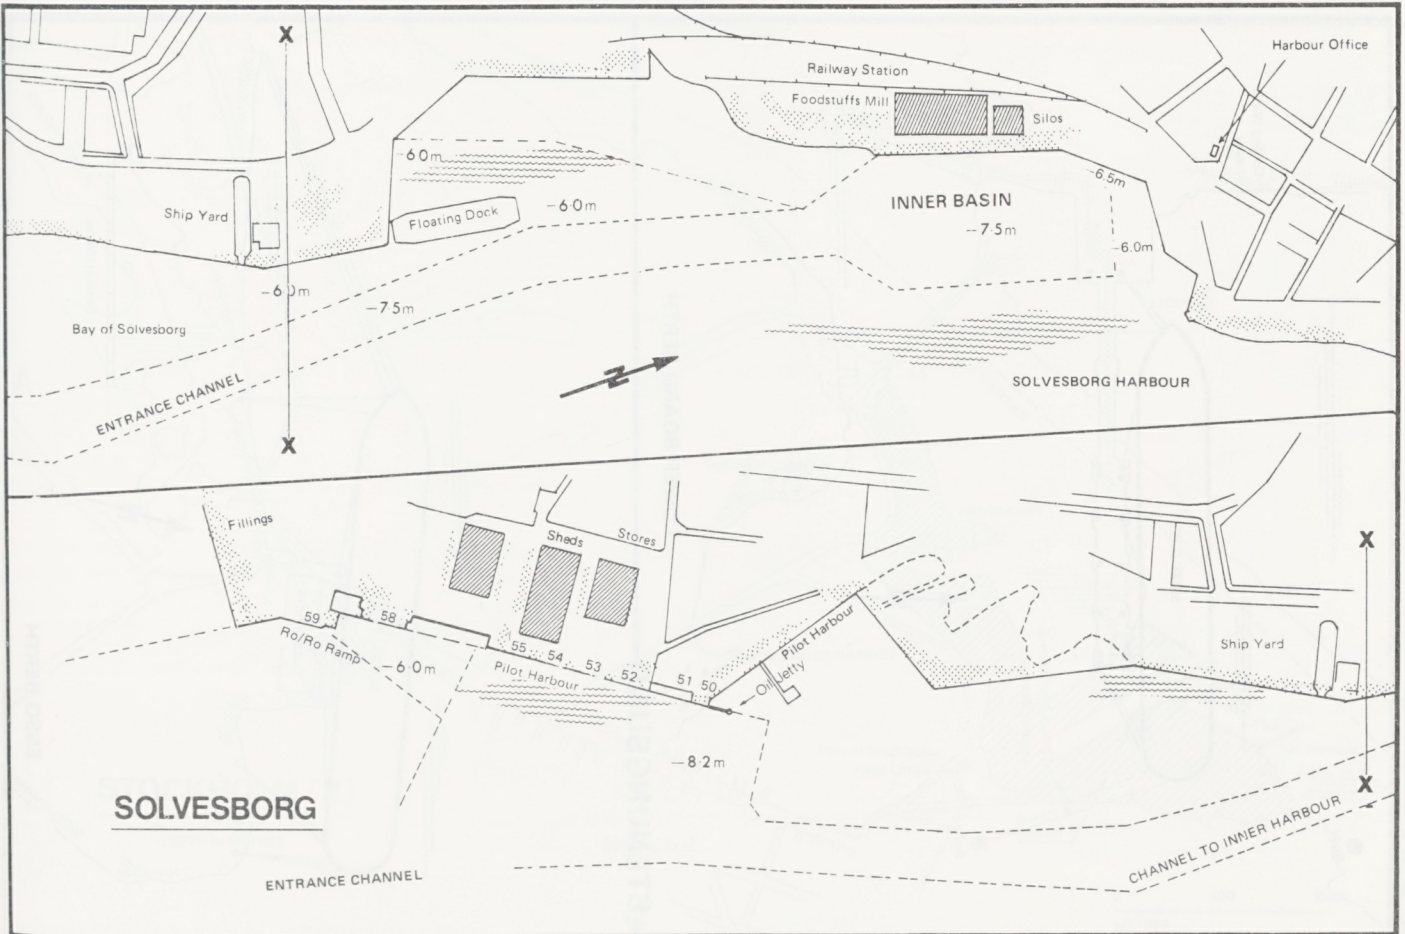 X
Harbour Office
Railway Station
Foodstuffs Mill
Silos
-6.0m
-6.5m
Ship Yard
Floating Dock
-6.0m
INNER BASIN
-7.5m
-6.0m
-6.0m
-7.5m
Bay of Solvesborg
N
ENTRANCE CHANNEL
SOLVESBORG HARBOUR
X
Fillings
Sheds
Stores
X
59
58
Ro/Ro Ramp
-6.0m
55
54
53
52
51
50
Pilot Harbour
Pilot Harbour
Oil Jetty
Ship Yard
-8.2m
X
SOLVESBORG
CHANNEL TO INNER HARBOUR
ENTRANCE CHANNEL